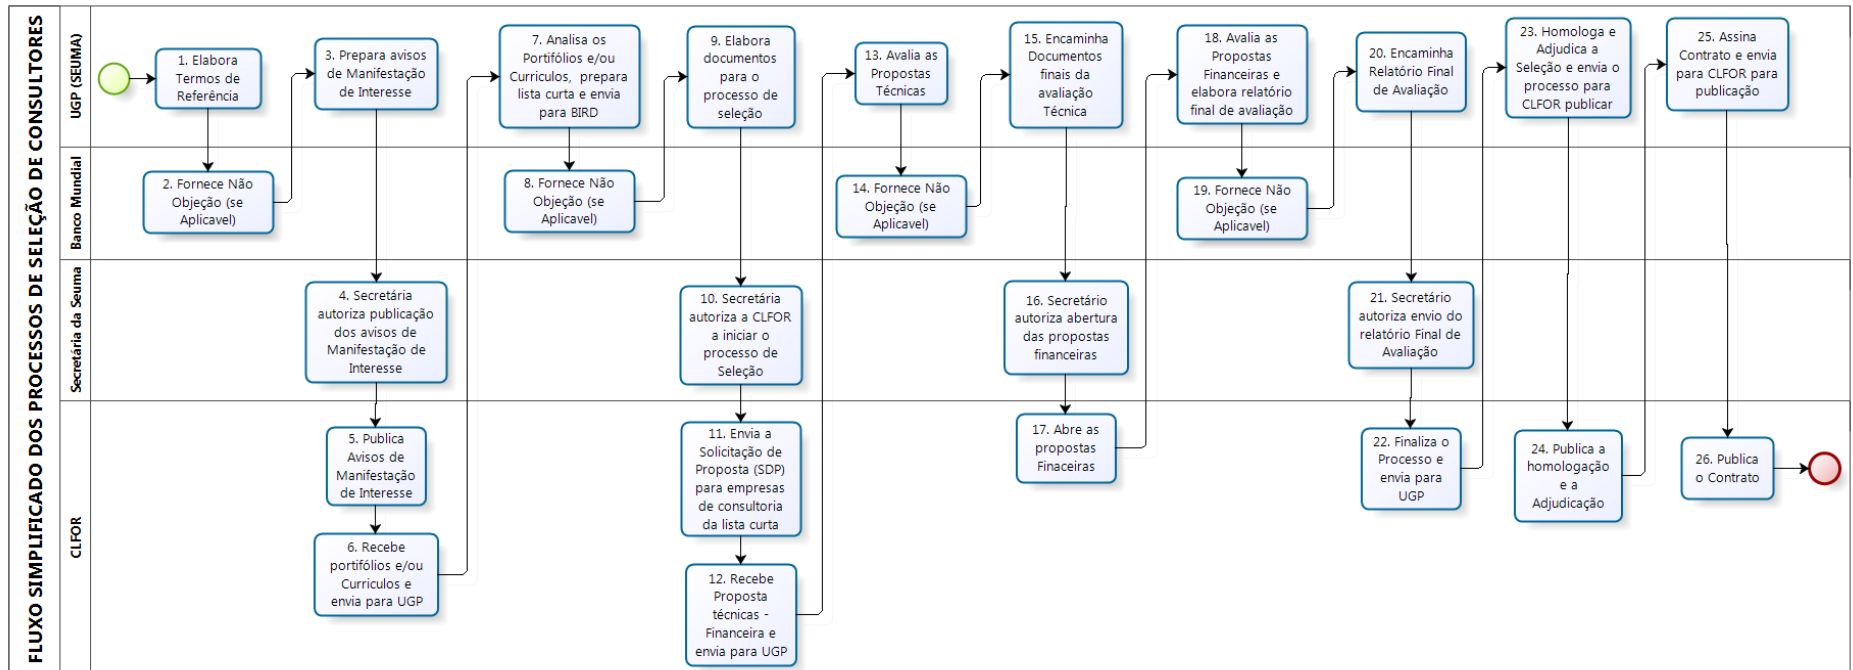 FLUXO SIMPLIFICADO DOS PROCESSOS DE SELEÇÃO DE CONSULTORES
UGP (SEUMA)
Banco Mundial
Secretária da Seuma
CLFOR
1. Elabora
Termos de
Referência
2. Fornece Não
Objeção (se
Aplicavel)
3. Prepara avisos
de Manifestação
de Interesse
4. Secretária
autoriza publicação
dos avisos de
Manifestação de
Interesse
5. Publica
Avisos de
Manifestação
de Interesse
6. Recebe
portifólios e/ou
Curriculos e
envia para UGP
7. Analisa os
Portifólios e/ou
Curriculos, prepara
lista curta e envia
para BIRD
8. Fornece Não
Objeção (se
Aplicavel)
9. Elabora
documentos
para o
processo de
seleção
10. Secretária
autoriza a CLFOR
a iniciar o
processo de
Seleção
11. Envia a
Solicitação de
Proposta (SDP)
para empresas
de consultoria
da lista curta
12. Recebe
Proposta
técnicas -
Financeira e
envia para UGP
13. Avalia as
Propostas
Técnicas
14. Fornece Não
Objeção (se
Aplicavel)
15. Encaminha
Documentos
finais da
avaliação
Técnica
16. Secretário
autoriza abertura
das propostas
financeiras
17. Abre as
propostas
Finaceiras
18. Avalia as
Propostas
Financeiras e
elabora relatório
final de avaliação
19. Fornece Não
Objeção (se
Aplicavel)
20. Encaminha
Relatório Final
de Avaliação
21. Secretário
autoriza envio do
relatório Final de
Avaliação
22. Finaliza o
Processo e
envia para
UGP
23. Homologa e
Adjudica a
Seleção e envia o
processo para
CLFOR publicar
24. Publica a
homologação
e a
Adjudicação
25. Assina
Contrato e envia
para CLFOR para
publicação
26. Publica
o Contrato